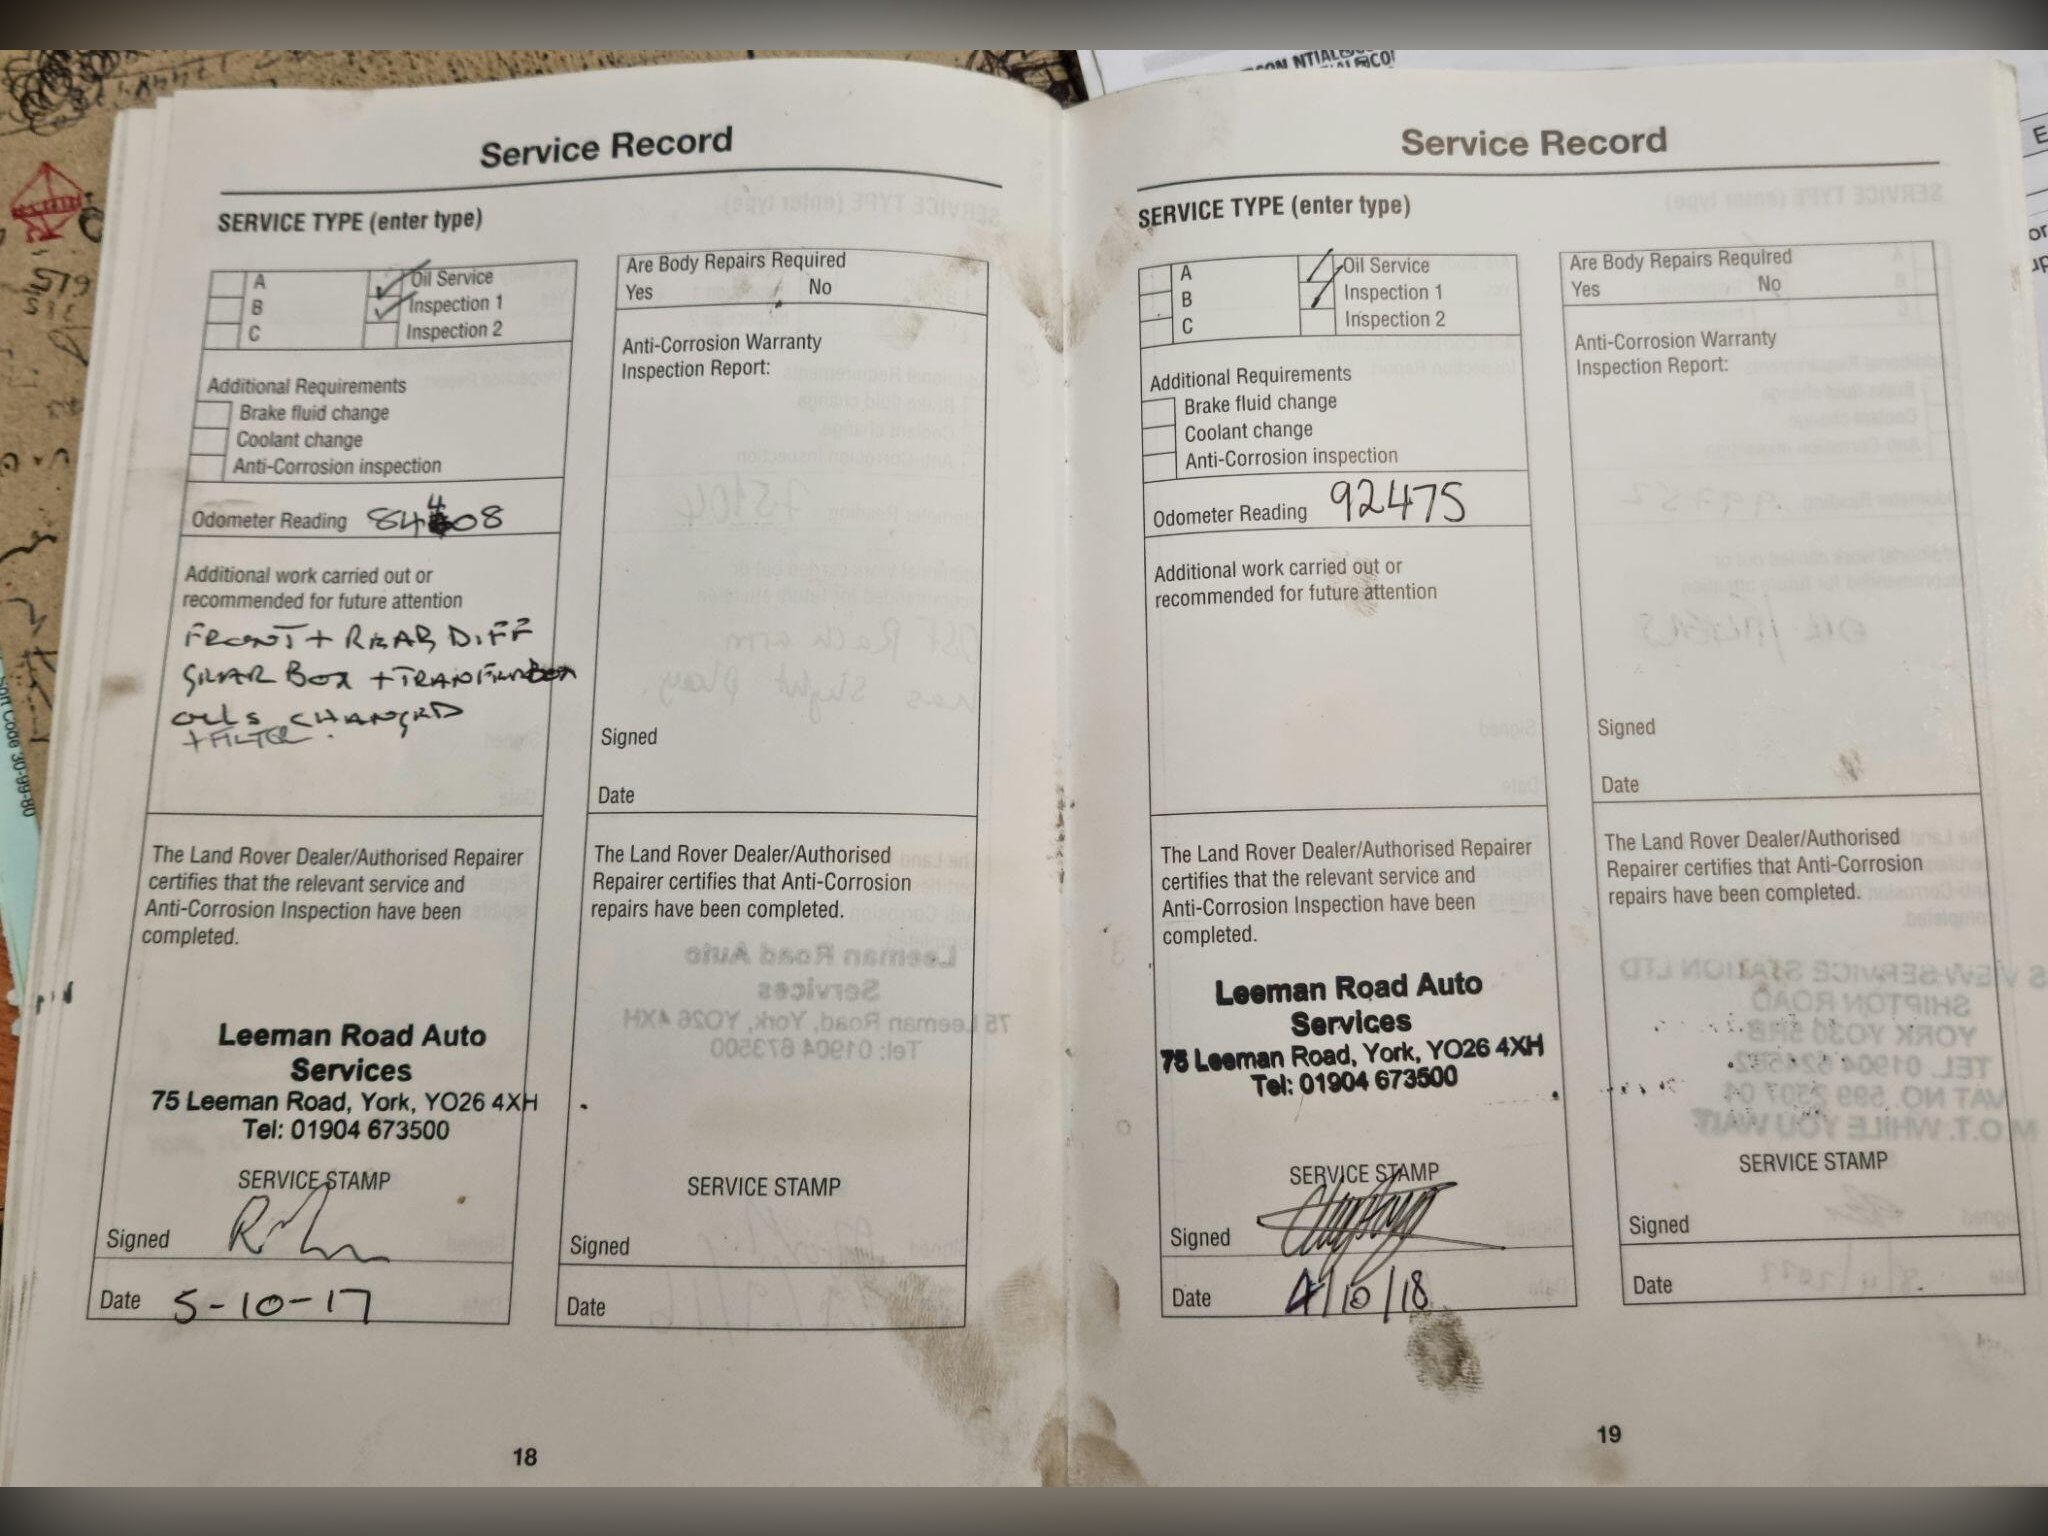 Service Record
SERVICE TYPE (enter type)
A
B
C
Oil Service
Inspection 1
Inspection 2
Additional Requirements
Brake fluid change
Coolant change
Anti-Corrosion inspection
Odometer Reading 84408
Additional work carried out or
recommended for future attention
FRONT + REAR DIFF
GEAR BOX + TRANSFERBOX
OILS CHANGED
+ FILTER.
The Land Rover Dealer/Authorised Repairer
certifies that the relevant service and
Anti-Corrosion Inspection have been
completed.
Leeman Road Auto
Services
75 Leeman Road, York, YO26 4XH
Tel: 01904 673500
SERVICE STAMP
Signed
Date 5-10-17
Are Body Repairs Required
Yes No
Anti-Corrosion Warranty
Inspection Report:
Signed
Date
The Land Rover Dealer/Authorised
Repairer certifies that Anti-Corrosion
repairs have been completed.
SERVICE STAMP
Signed
Date
18
Service Record
SERVICE TYPE (enter type)
A
B
C
Oil Service
Inspection 1
Inspection 2
Additional Requirements
Brake fluid change
Coolant change
Anti-Corrosion inspection
Odometer Reading 92475
Additional work carried out or
recommended for future attention
The Land Rover Dealer/Authorised Repairer
certifies that the relevant service and
Anti-Corrosion Inspection have been
completed.
Leeman Road Auto
Services
75 Leeman Road, York, YO26 4XH
Tel: 01904 673500
SERVICE STAMP
Signed
Date 4/10/18
Are Body Repairs Required
Yes No
Anti-Corrosion Warranty
Inspection Report:
Signed
Date
The Land Rover Dealer/Authorised
Repairer certifies that Anti-Corrosion
repairs have been completed.
SERVICE STAMP
Signed
Date
19